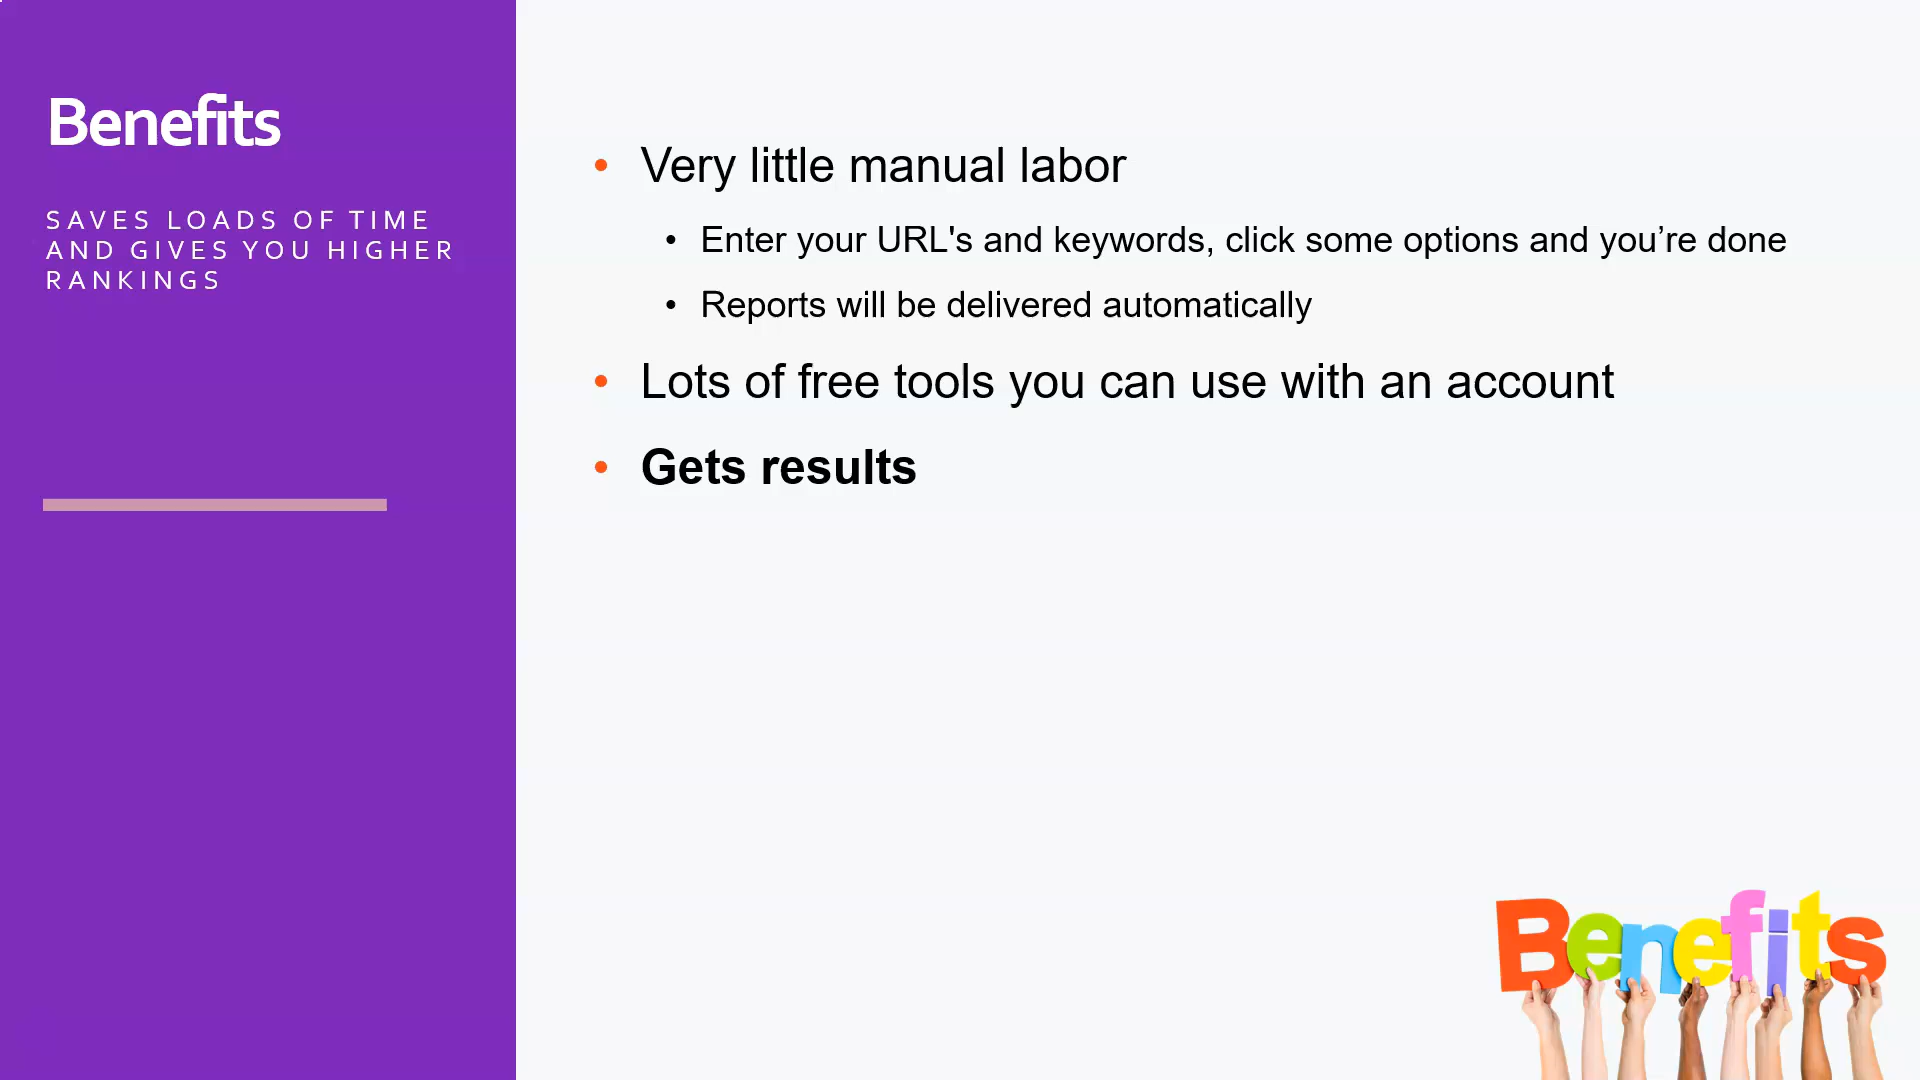 Benefits
SAVES LOADS OF TIME
AND GIVES YOU HIGHER
RANKINGS
• Very little manual labor
• Enter your URL's and keywords, click some options and you’re done
• Reports will be delivered automatically
• Lots of free tools you can use with an account
• Gets results
Benefits